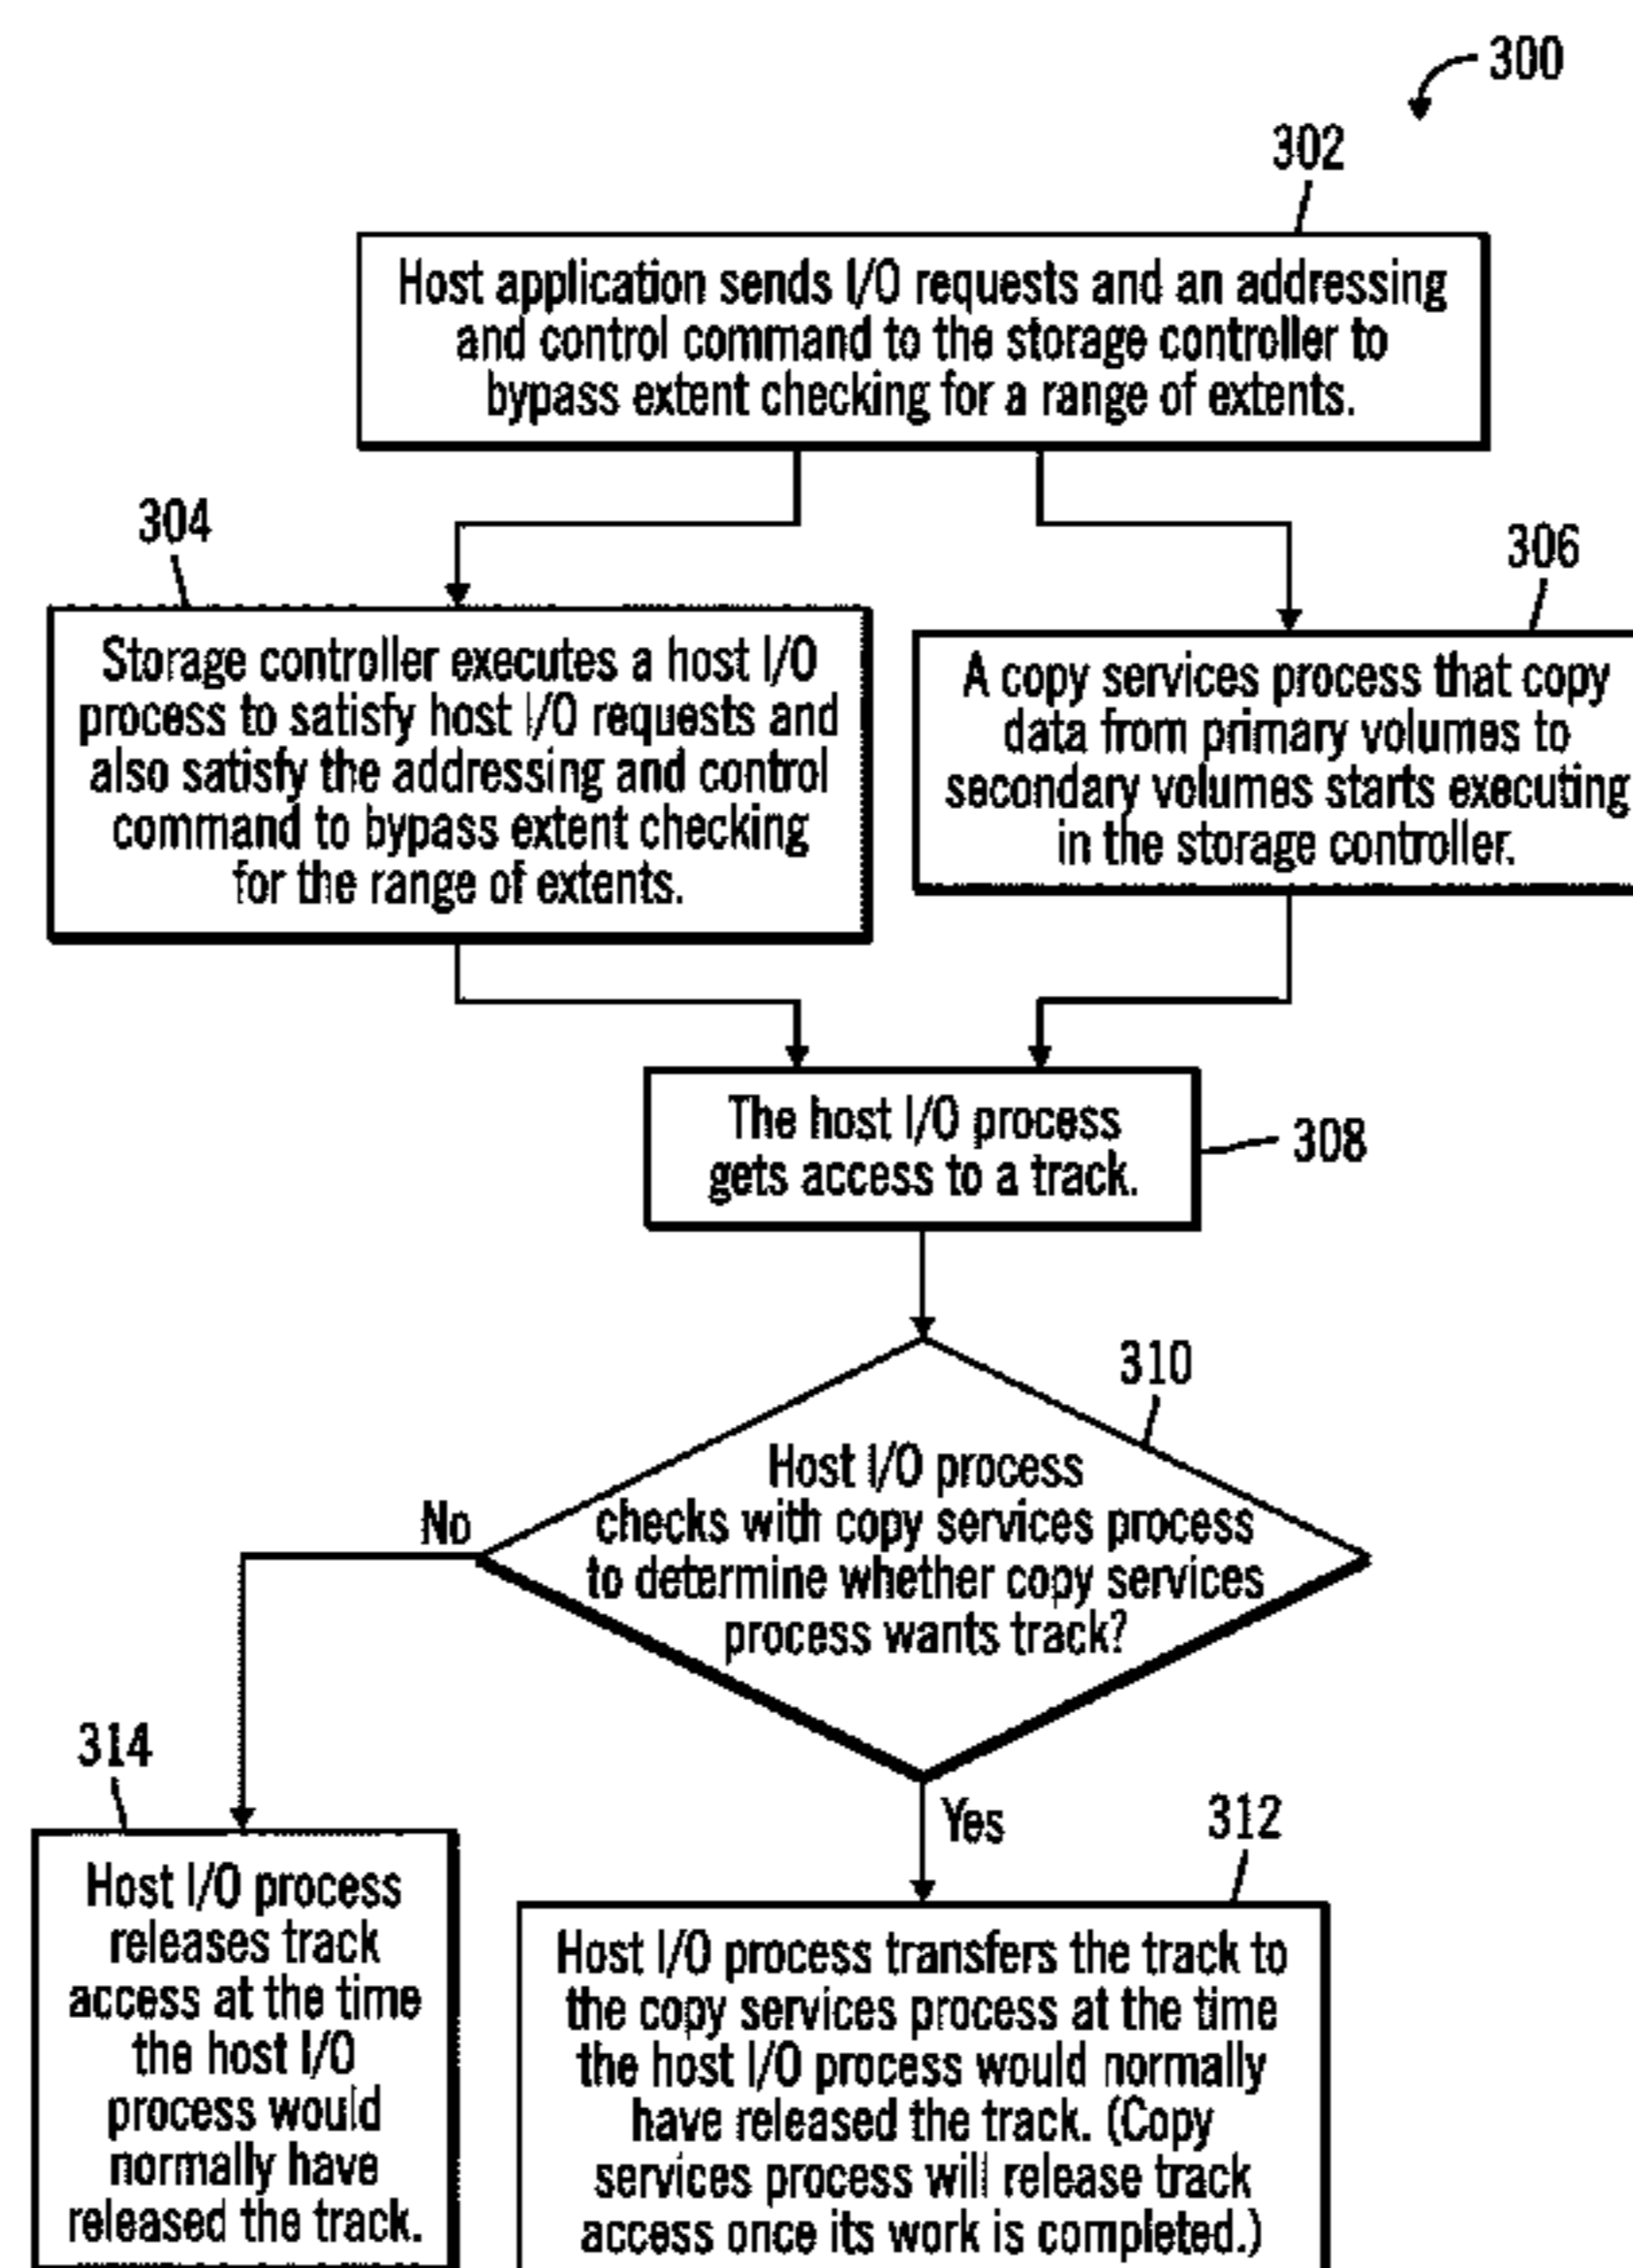 300
302
Host application sends I/O requests and an addressing
and control command to the storage controller to
bypass extent checking for a range of extents.
304
Storage controller executes a host I/O
process to satisfy host I/O requests and
also satisfy the addressing and control
command to bypass extent checking
for the range of extents.
306
A copy services process that copy
data from primary volumes to
secondary volumes starts executing
in the storage controller.
The host I/O process
gets access to a track.
308
310
Host I/O process
checks with copy services process
to determine whether copy services
process wants track?
No
Yes
314
Host I/O process
releases track
access at the time
the host I/O
process would
normally have
released the track.
312
Host I/O process transfers the track to
the copy services process at the time
the host I/O process would normally
have released the track. (Copy
services process will release track
access once its work is completed.)